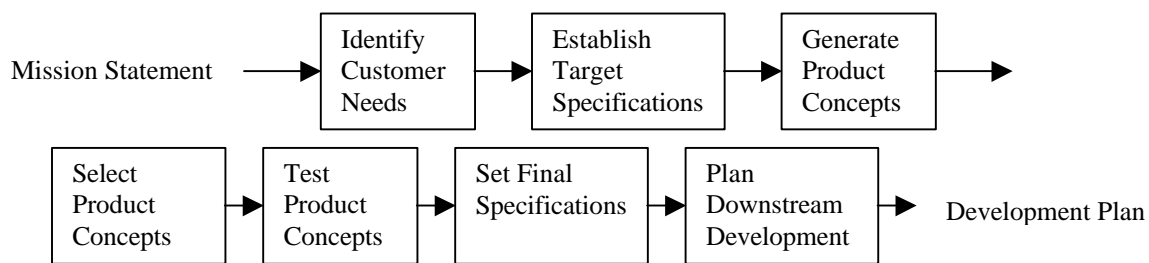 Mission Statement
Identify
Customer
Needs
Establish
Target
Specifications
Generate
Product
Concepts
Select
Product
Concepts
Test
Product
Concepts
Set Final
Specifications
Plan
Downstream
Development
Development Plan